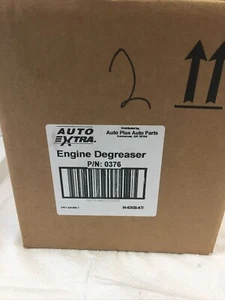 2
AUTO
EXTRA
Distributed by:
Auto Plus Auto Parts
Engine Degreaser
P/N: 0376